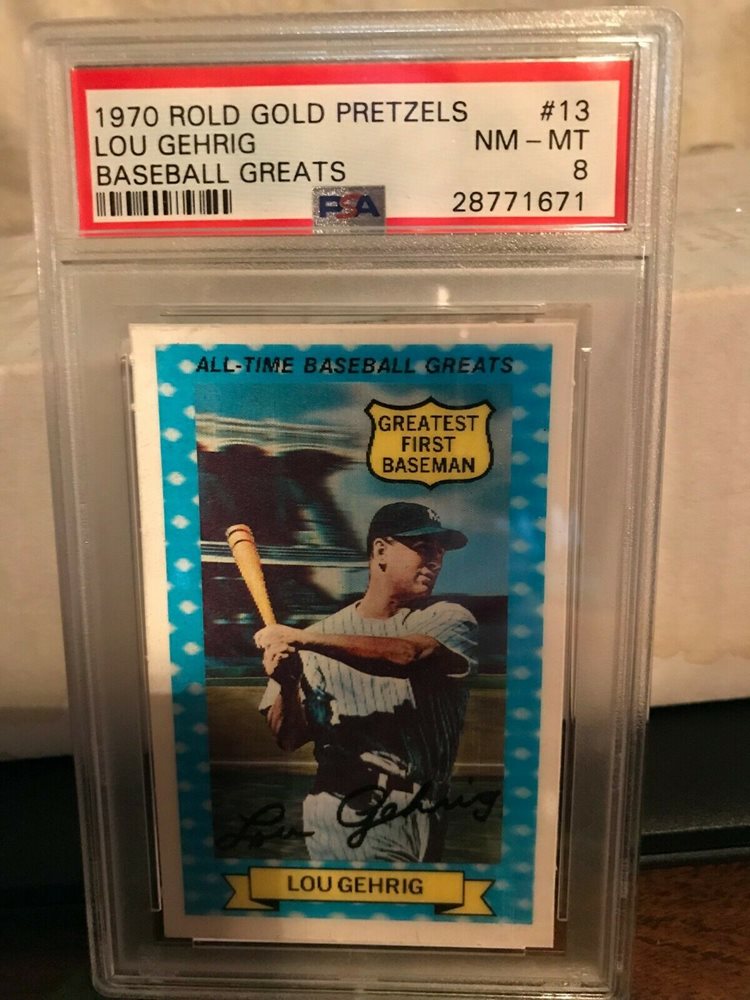 1970 ROLD GOLD PRETZELS #13
LOU GEHRIG NM - MT
BASEBALL GREATS 8
PSA 28771671
ALL-TIME BASEBALL GREATS
GREATEST
FIRST
BASEMAN
Lou Gehrig
LOU GEHRIG